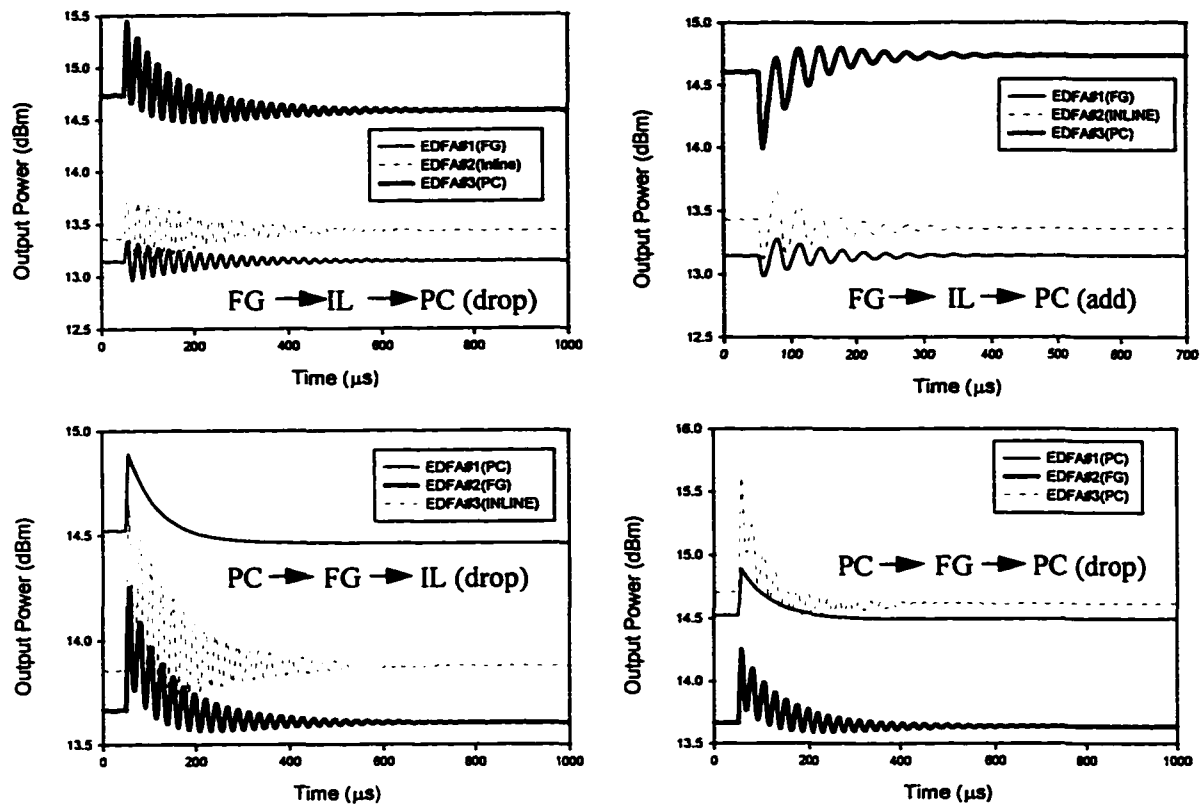 15.5
15.0
14.5
14.0
13.5
13.0
12.5
Output Power (dBm)
EDFA#1(FG)
EDFA#2(Inline)
EDFA#3(PC)
FG → IL → PC (drop)
0 200 400 600 800 1000
Time (µs)
15.0
14.5
14.0
13.5
13.0
12.5
Output Power (dBm)
EDFA#1(FG)
EDFA#2(INLINE)
EDFA#3(PC)
FG → IL → PC (add)
0 100 200 300 400 500 600 700
Time (µs)
15.0
14.5
14.0
13.5
Output Power (dBm)
EDFA#1(PC)
EDFA#2(FG)
EDFA#3(INLINE)
PC → FG → IL (drop)
0 200 400 600 800 1000
Time (µs)
16.0
15.5
15.0
14.5
14.0
13.5
Output Power (dBm)
EDFA#1(PC)
EDFA#2(FG)
EDFA#3(PC)
PC → FG → PC (drop)
0 200 400 600 800 1000
Time (µs)